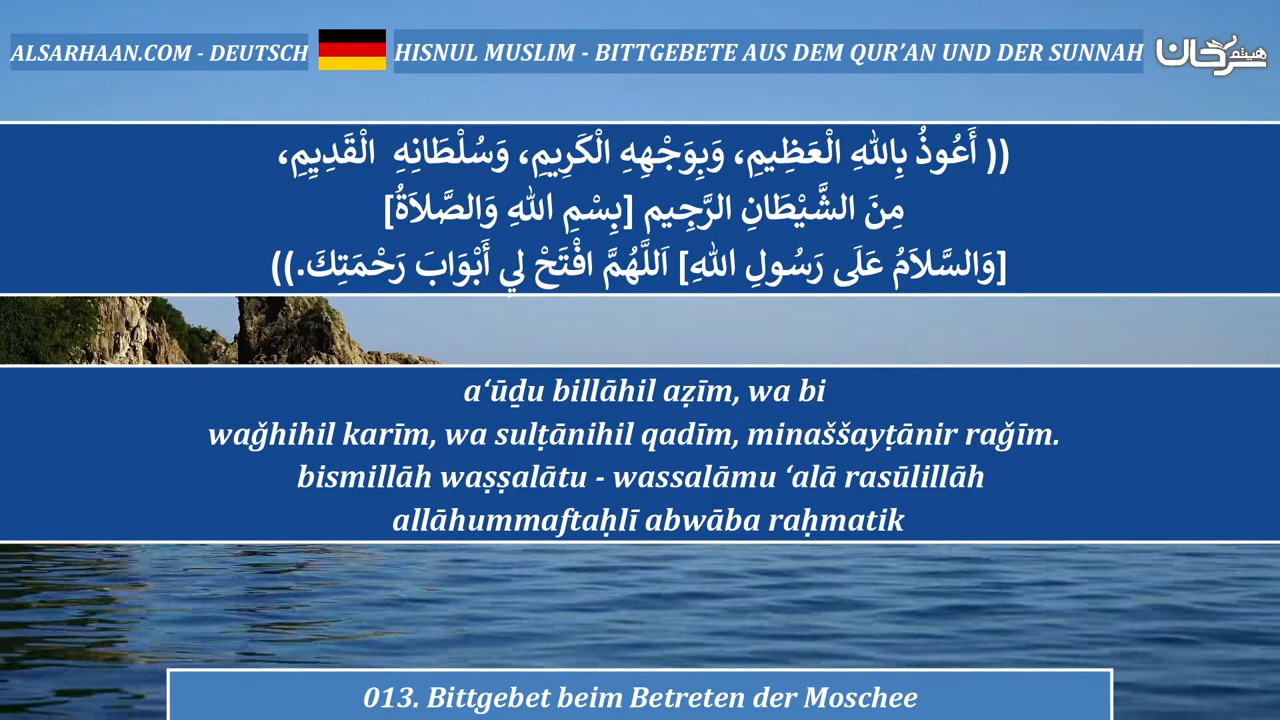 ALSARHAAN.COM - DEUTSCH HISNUL MUSLIM - BITTGEBETE AUS DEM QUR’AN UND DER SUNNAH هيثم سرحان
(( أَعُوذُ بِاللهِ الْعَظِيمِ، وَبِوَجْهِهِ الْكَرِيمِ، وَسُلْطَانِهِ الْقَدِيمِ،
مِنَ الشَّيْطَانِ الرَّجِيم [بِسْمِ اللهِ وَالصَّلاَةُ]
[وَالسَّلاَمُ عَلَى رَسُولِ اللهِ] اَللَّهُمَّ افْتَحْ لِي أَبْوَابَ رَحْمَتِكَ.))
a‘ūḏu billāhil aẓīm, wa bi
waǧhihil karīm, wa sulṭānihil qadīm, minaššayṭānir raǧīm.
bismillāh waṣṣalātu - wassalāmu ‘alā rasūlillāh
allāhummaftaḥlī abwāba raḥmatik
013. Bittgebet beim Betreten der Moschee